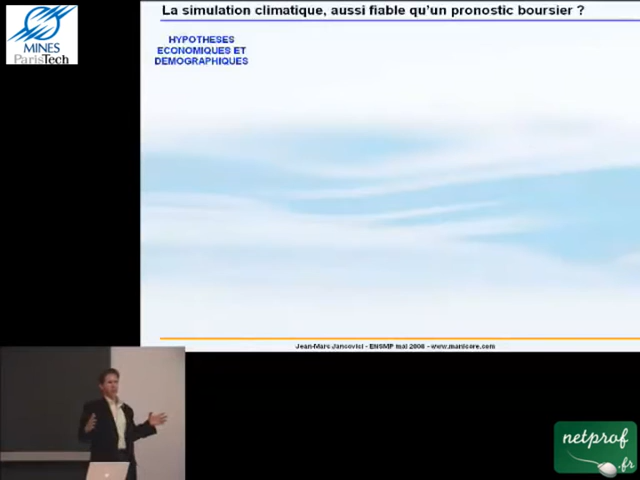 La simulation climatique, aussi fiable qu'un pronostic boursier ?
HYPOTHESES
ECONOMIQUES ET
DEMOGRAPHIQUES
MINES
ParisTech
Jean-Marc Jancovici - ENSMP mai 2008 - www.manicore.com
netprof
.fr